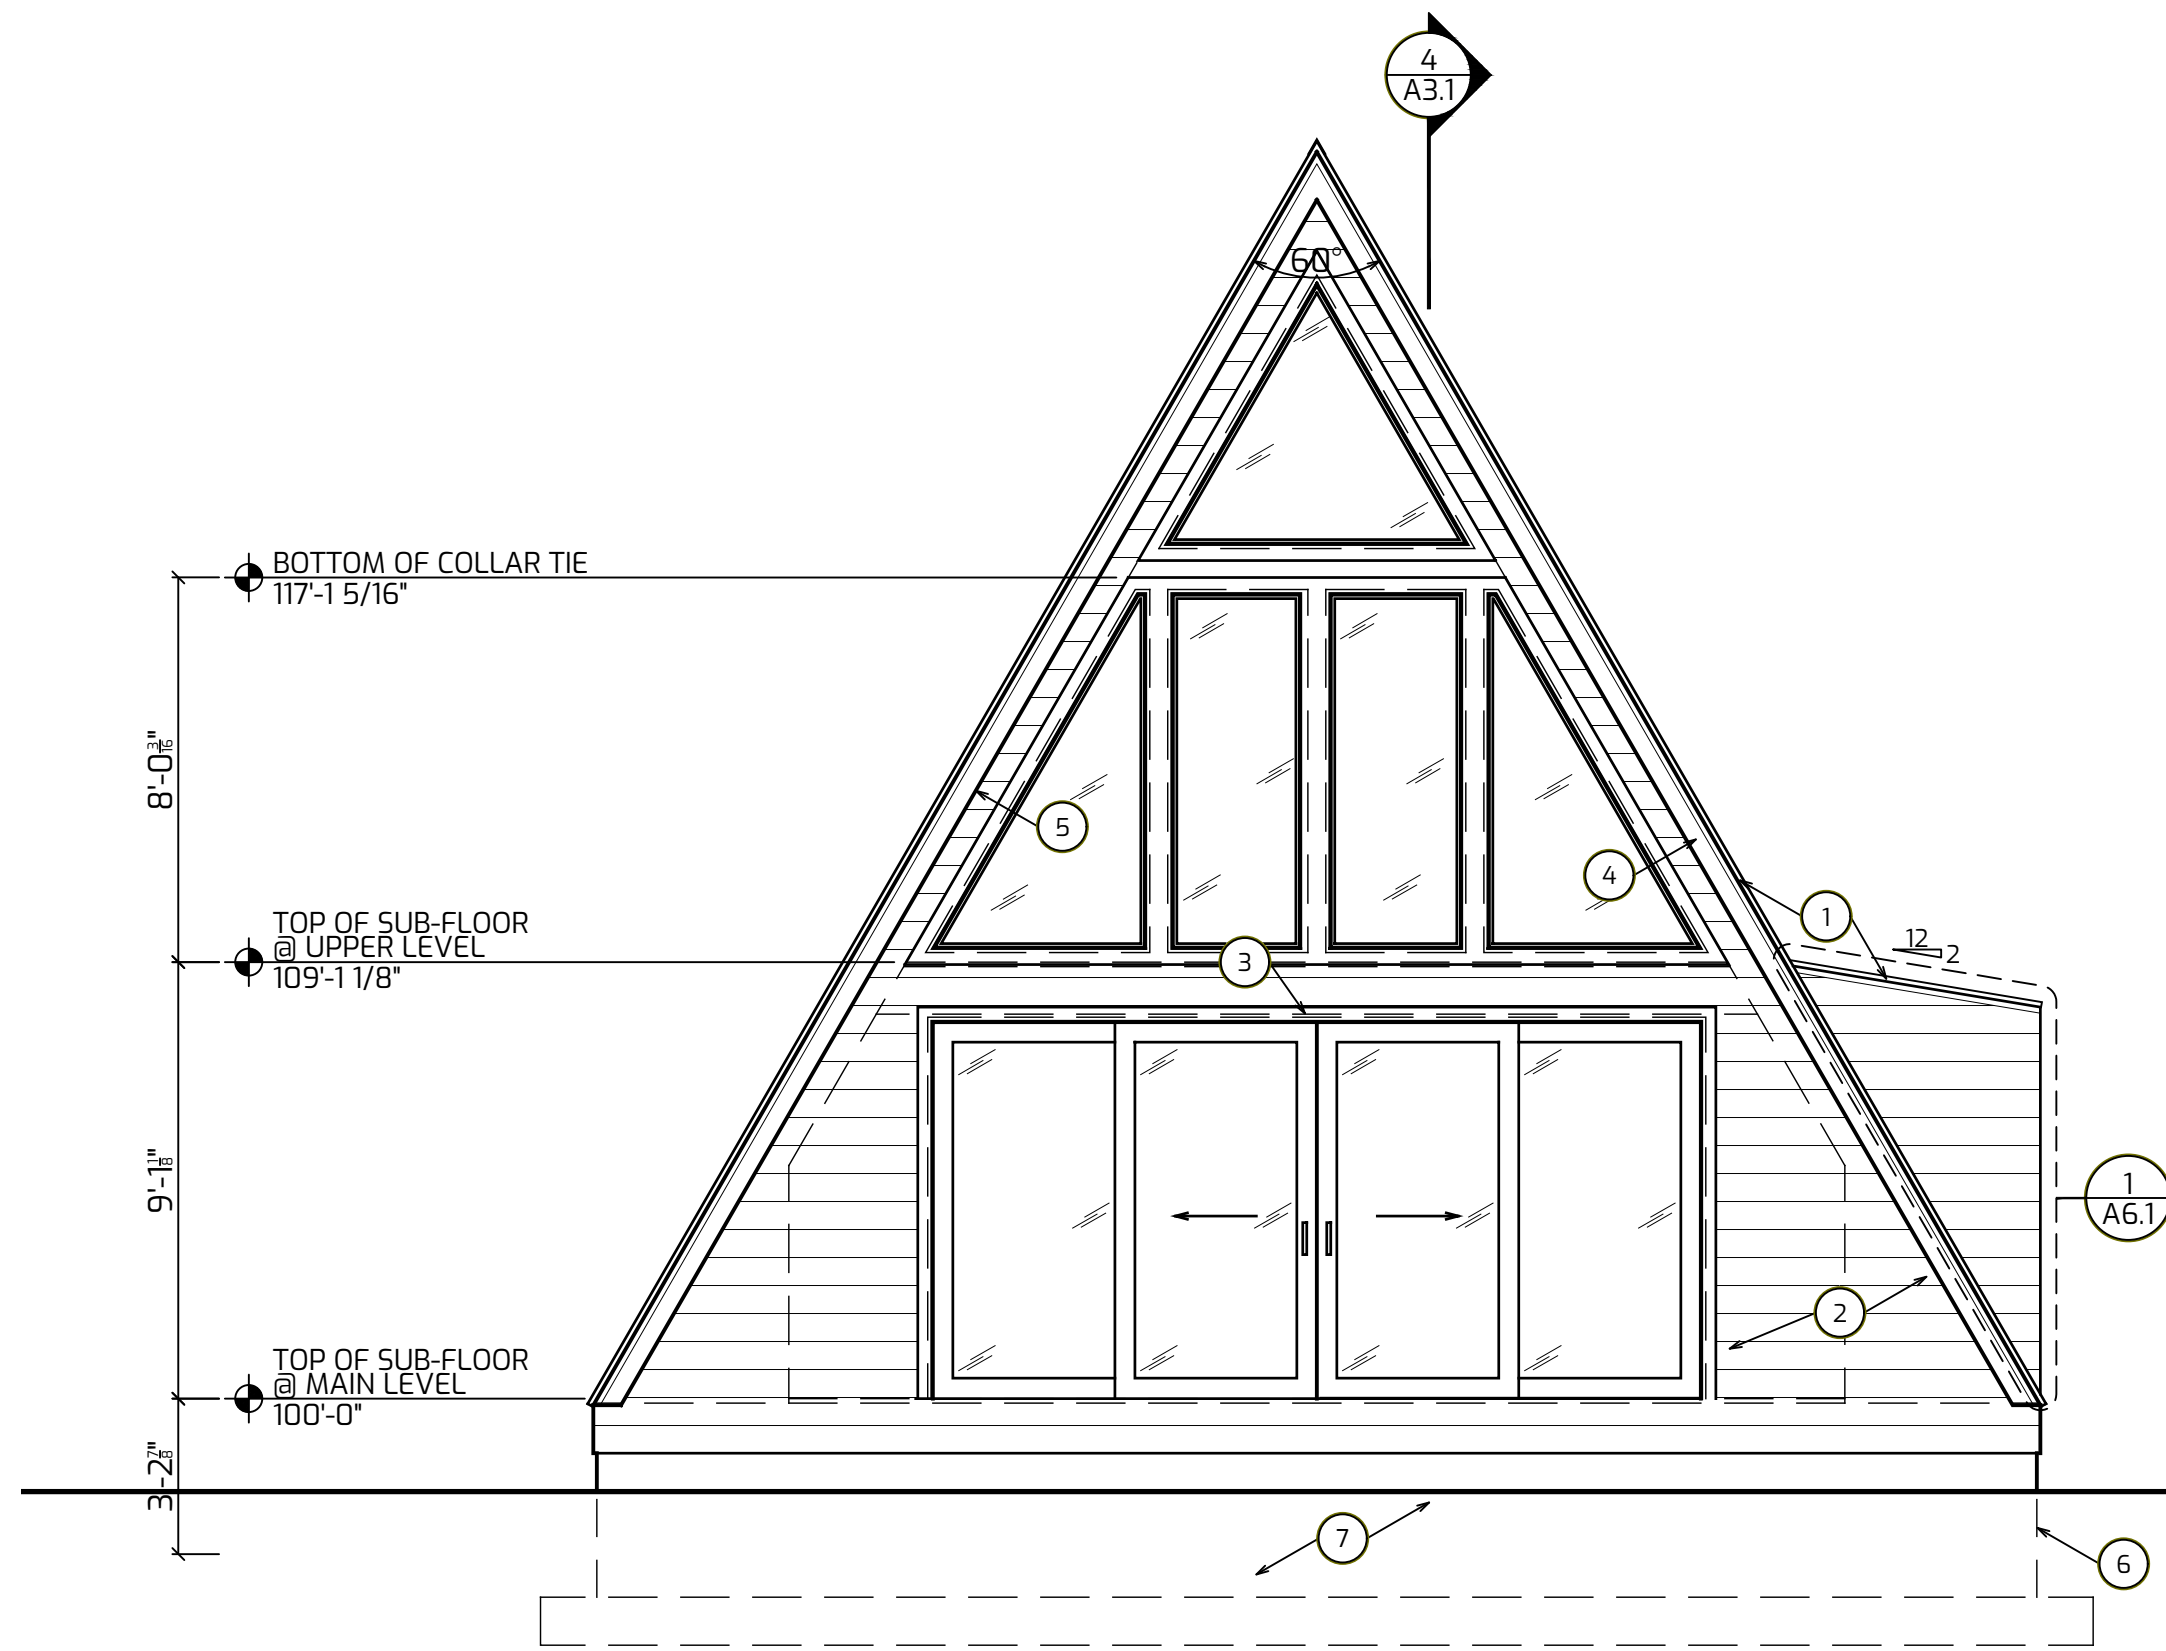 4
A3.1
60°
BOTTOM OF COLLAR TIE
117'-1 5/16"
8'-0 3/16"
5
4
1
TOP OF SUB-FLOOR
@ UPPER LEVEL
109'-1 1/8"
3
12
2
9'-1 1/8"
1
A6.1
2
TOP OF SUB-FLOOR
@ MAIN LEVEL
100'-0"
3'-2 7/8"
7
6